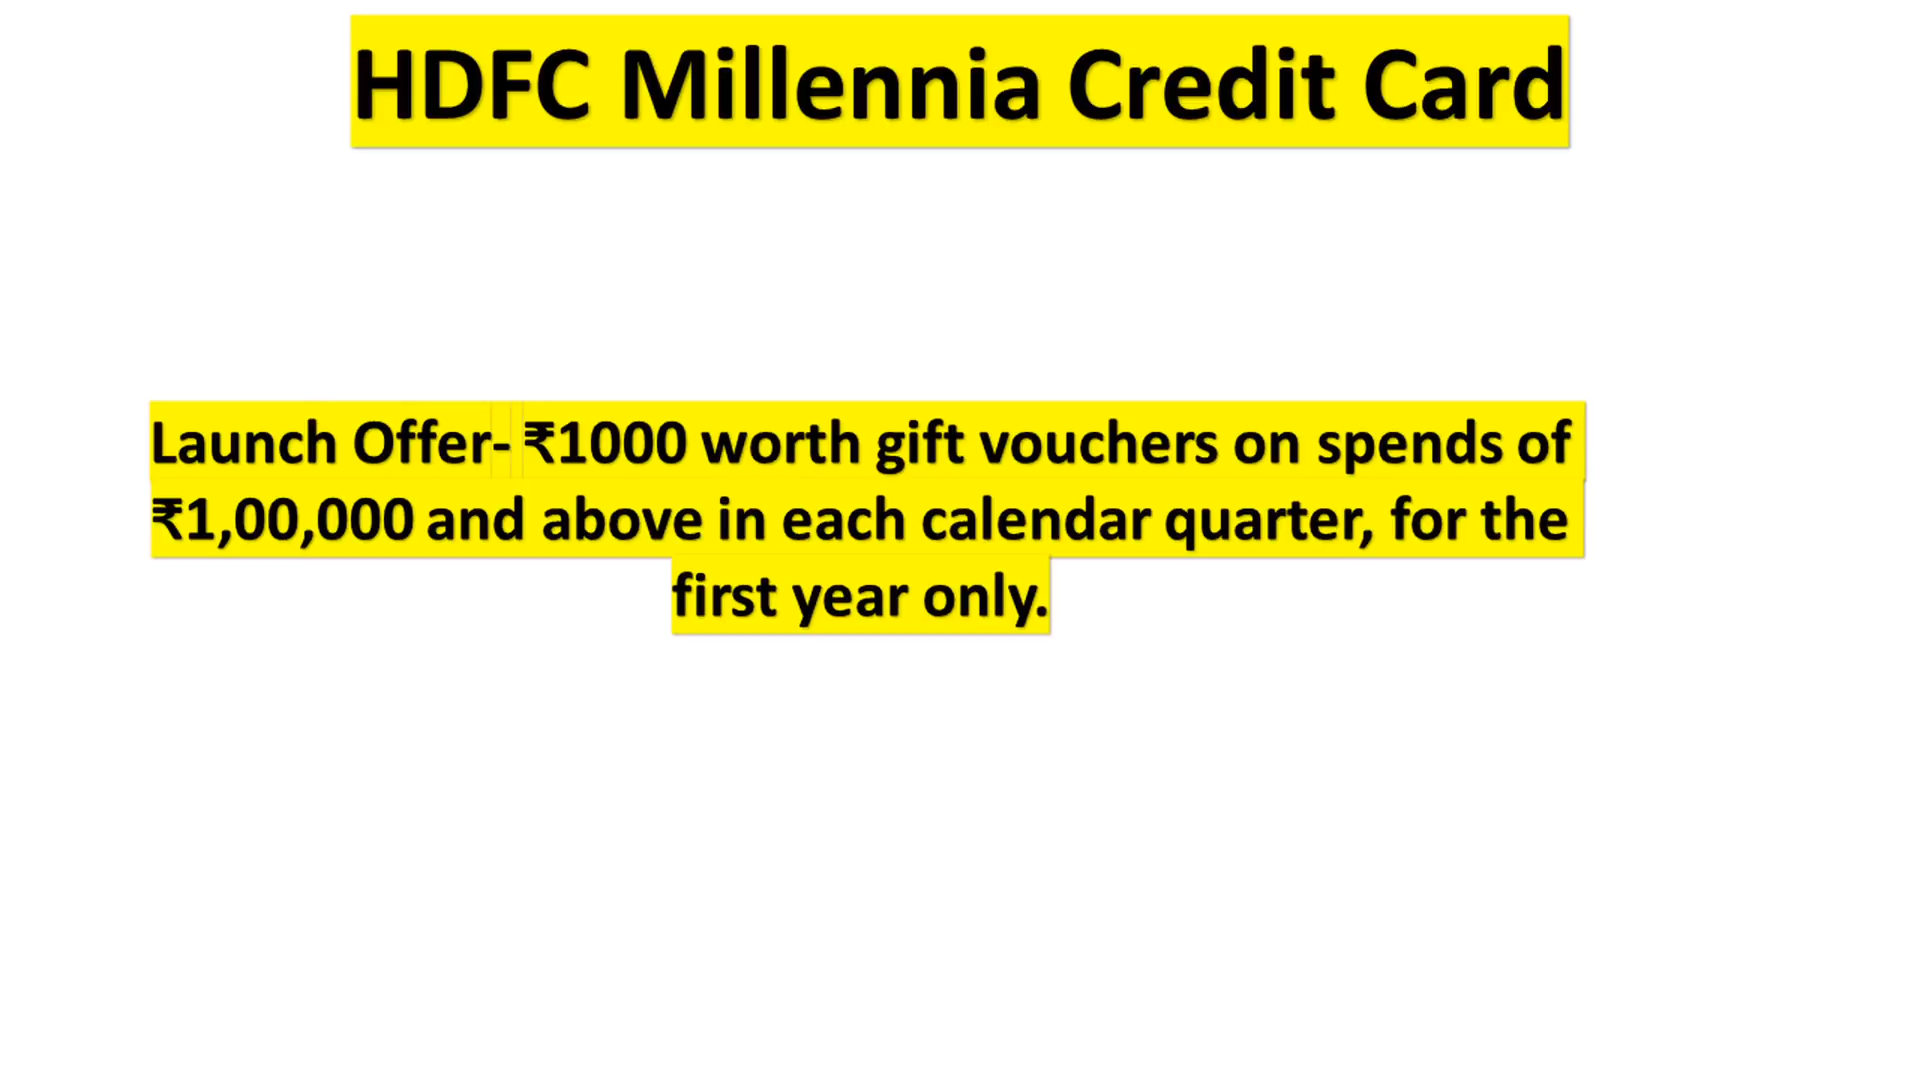 HDFC Millennia Credit Card
Launch Offer- ₹1000 worth gift vouchers on spends of
₹1,00,000 and above in each calendar quarter, for the
first year only.